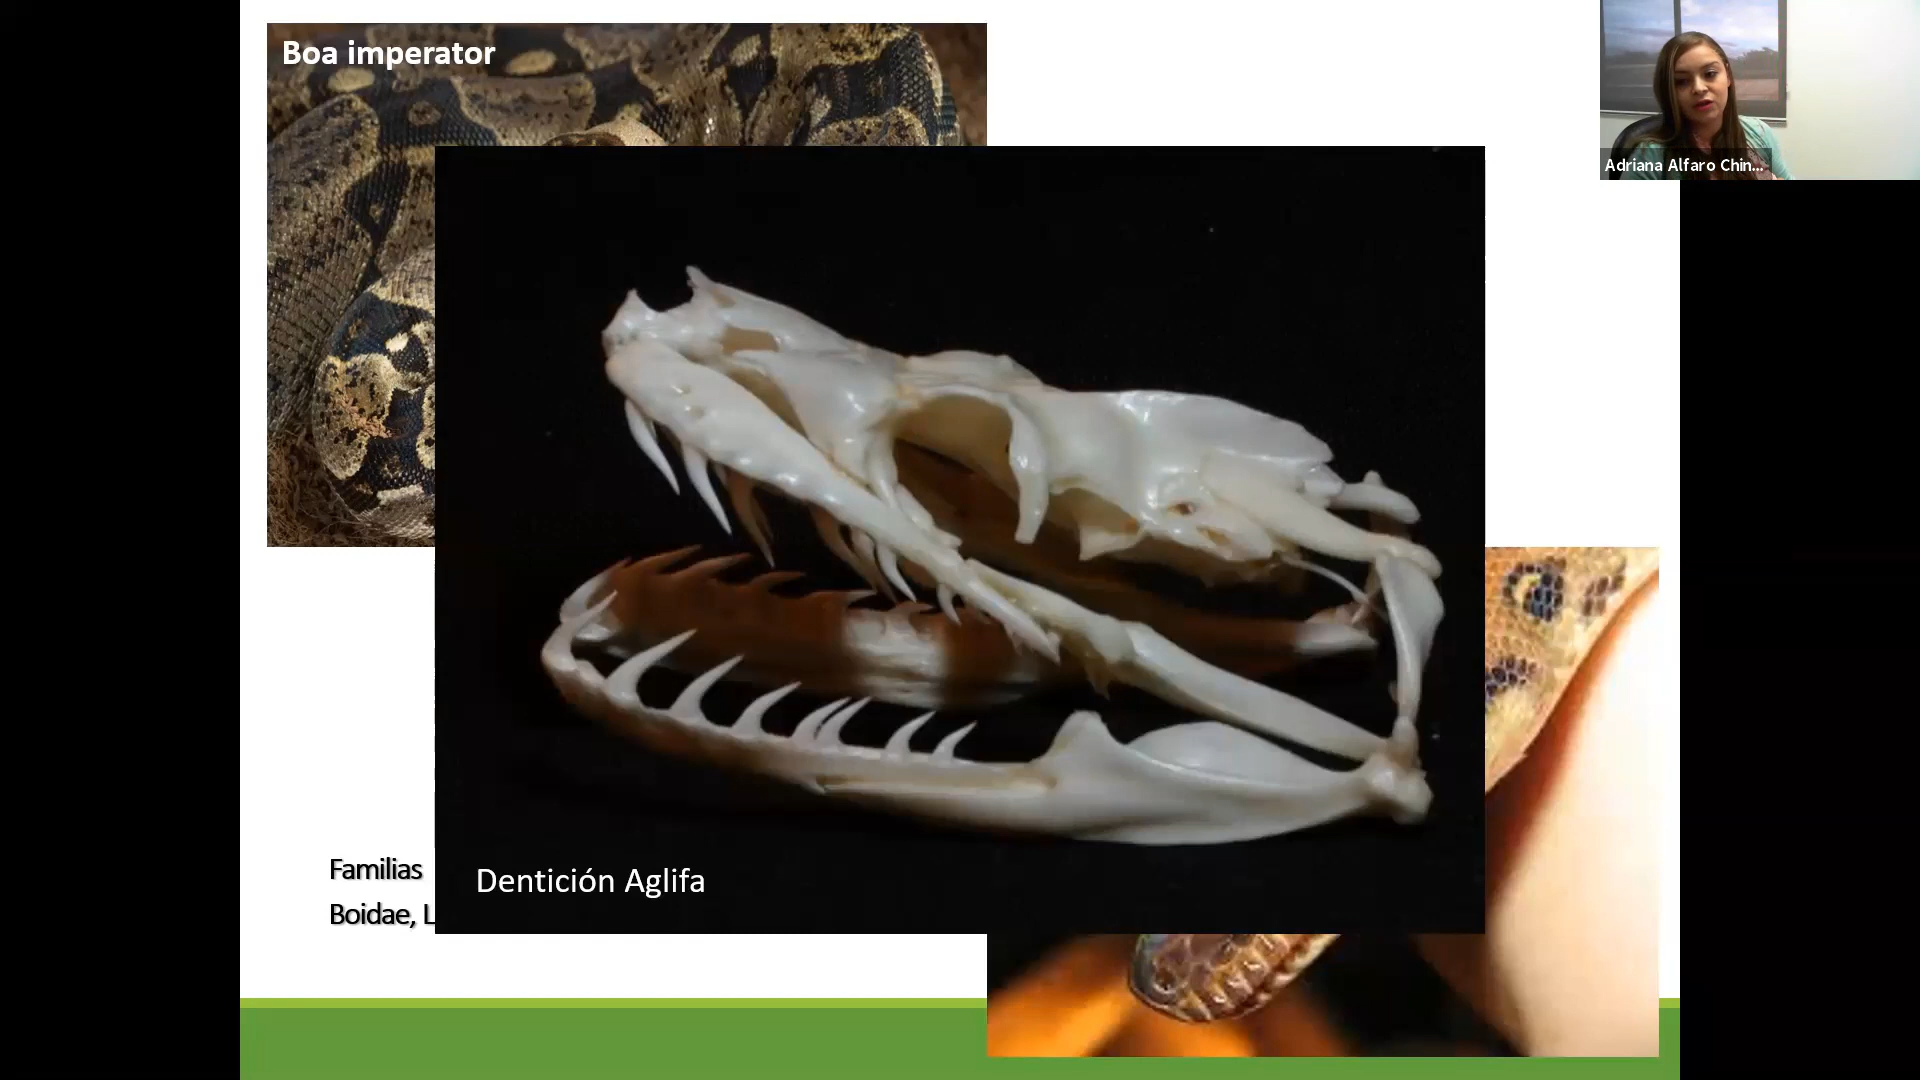 Boa imperator
Adriana Alfaro Chin...
Dentición Aglifa
Familias
Boidae, L